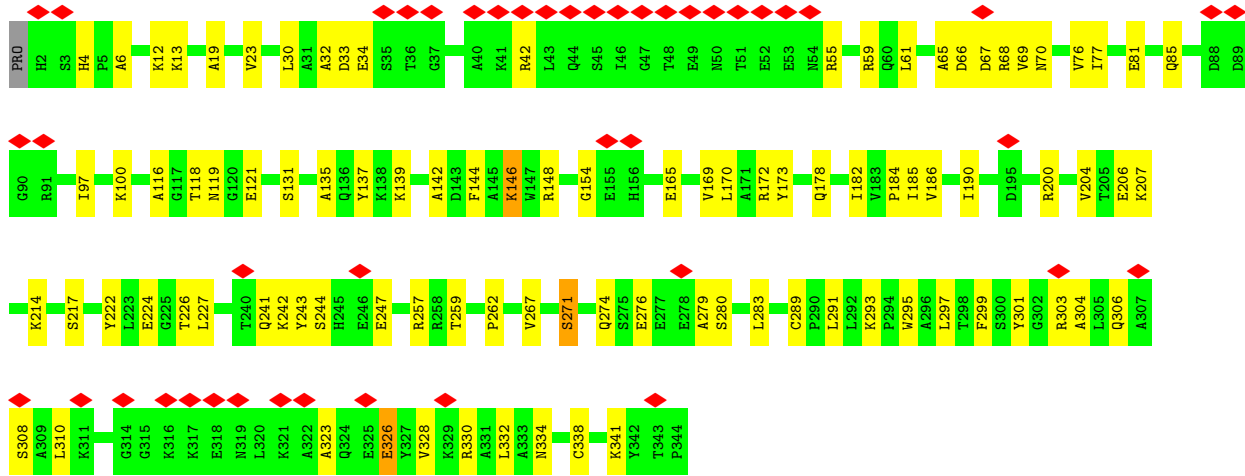 PRO H2 S3 H4 P5 A6 K12 K13 A19 V23 L30 A31 A32 D33 E34 S35 T36 G37 A40 K41 R42 L43 Q44 S45 I46 G47 T48 E49 N50 T51 E52 E53 N54 R55 R59 Q60 L61 A65 D66 D67 R68 V69 N70 V76 I77 E81 Q85 D88 D89
G90 R91 I97 K100 A116 G117 T118 N119 G120 E121 S131 A135 Q136 Y137 K138 K139 A142 D143 F144 A145 K146 W147 R148 G154 E155 H156 E165 V169 L170 A171 R172 Y173 Q178 I182 V183 P184 I185 V186 I190 D195 R200 V204 T205 E206 K207
K214 S217 Y222 L223 E224 G225 T226 L227 T240 Q241 K242 Y243 S244 H245 E246 E247 R257 R258 T259 P262 V267 S271 Q274 S275 E276 E277 E278 A279 S280 L283 C289 P290 L291 L292 K293 P294 W295 A296 L297 T298 F299 S300 Y301 G302 R303 A304 L305 Q306 A307
S308 A309 L310 K311 G314 G315 K316 K317 E318 N319 L320 K321 A322 A323 Q324 E325 E326 Y327 V328 K329 R330 A331 L332 A333 N334 C338 K341 Y342 T343 P344